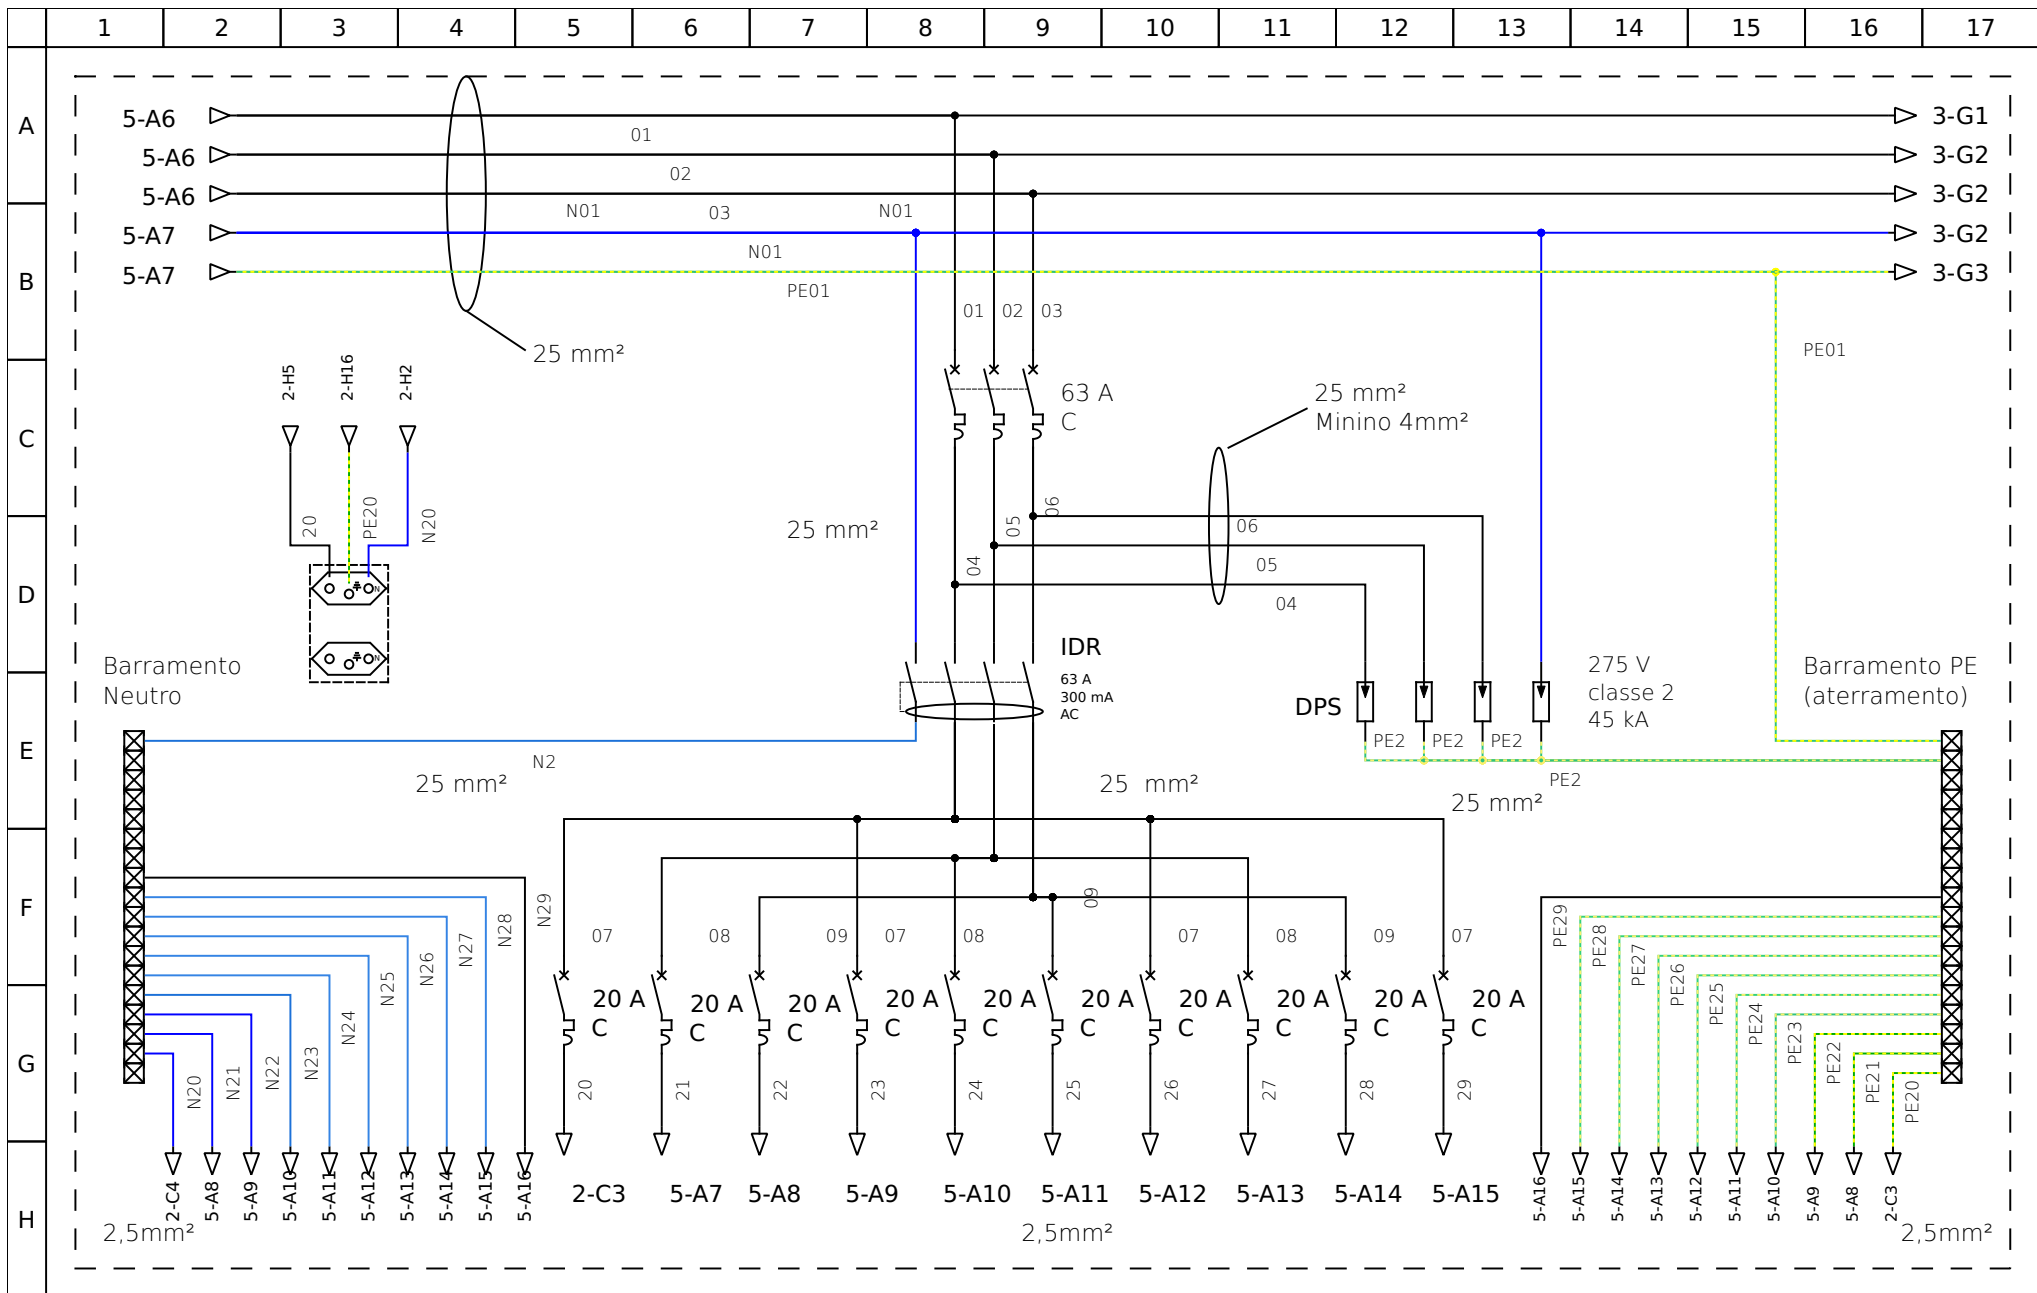 1 2 3 4 5 6 7 8 9 10 11 12 13 14 15 16 17
A
5-A6 3-G1
01
5-A6 3-G2
02
5-A6 3-G2
N01 03 N01
5-A7 3-G2
N01
B
5-A7 3-G3
PE01
01 02 03
25 mm²
PE01
2-H5 2-H16 2-H2
63 A
C
25 mm²
Minino 4mm²
C
20 PE20 N20
25 mm²
04 05 06
06
05
04
D
N
N
IDR
63 A
300 mA
AC
Barramento
Neutro
DPS
275 V
classe 2
45 kA
Barramento PE
(aterramento)
E
PE2 PE2 PE2
N2
PE2
25 mm²
25 mm²
25 mm²
F
09
N29 N28 N27 N26 N25 N24 N23 N22 N21 N20
07 08 09 07 08 07 08 09 07
PE29 PE28 PE27 PE26 PE25 PE24 PE23 PE22 PE21 PE20
G
20 A 20 A 20 A 20 A 20 A 20 A 20 A 20 A 20 A 20 A
C C C C C C C C C C
20 21 22 23 24 25 26 27 28 29
H
2-C4 5-A8 5-A9 5-A10 5-A11 5-A12 5-A13 5-A14 5-A15 5-A16
2-C3 5-A7 5-A8 5-A9 5-A10 5-A11 5-A12 5-A13 5-A14 5-A15
5-A16 5-A15 5-A14 5-A13 5-A12 5-A11 5-A10 5-A9 5-A8 2-C3
2,5mm² 2,5mm² 2,5mm²